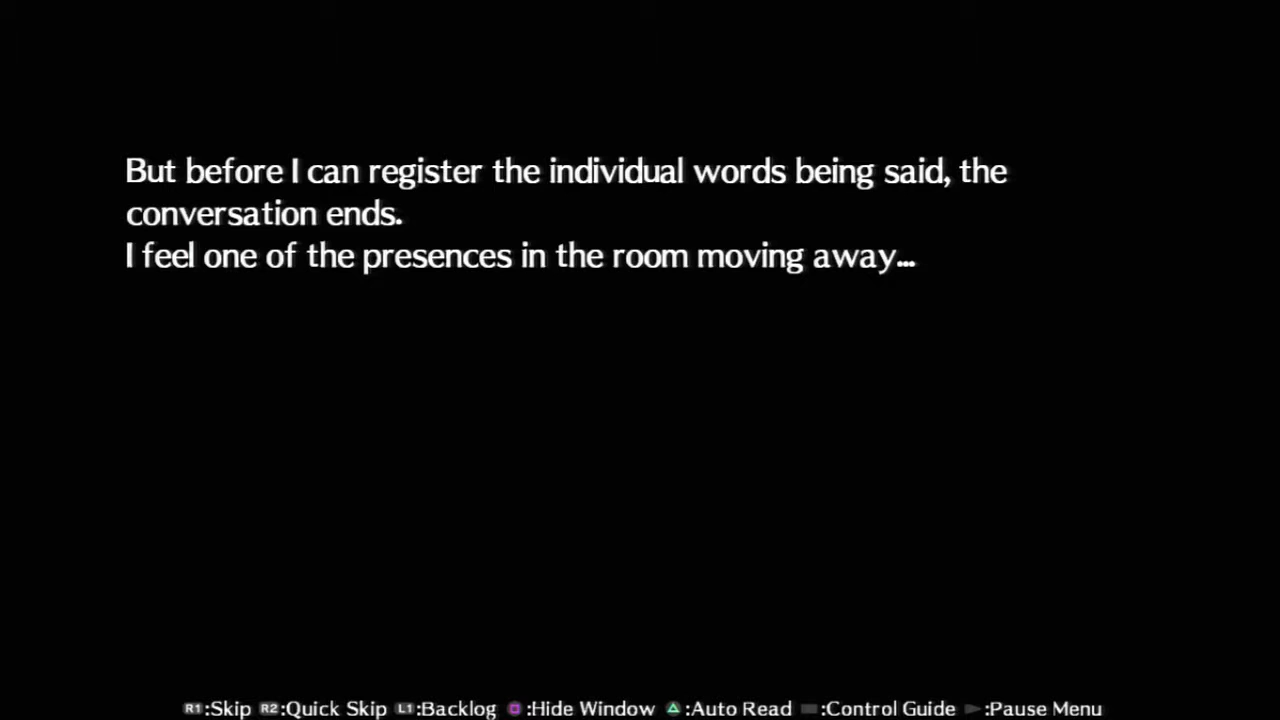 But before I can register the individual words being said, the
conversation ends.
I feel one of the presences in the room moving away...
R1:Skip R2:Quick Skip L1:Backlog :Hide Window :Auto Read :Control Guide :Pause Menu